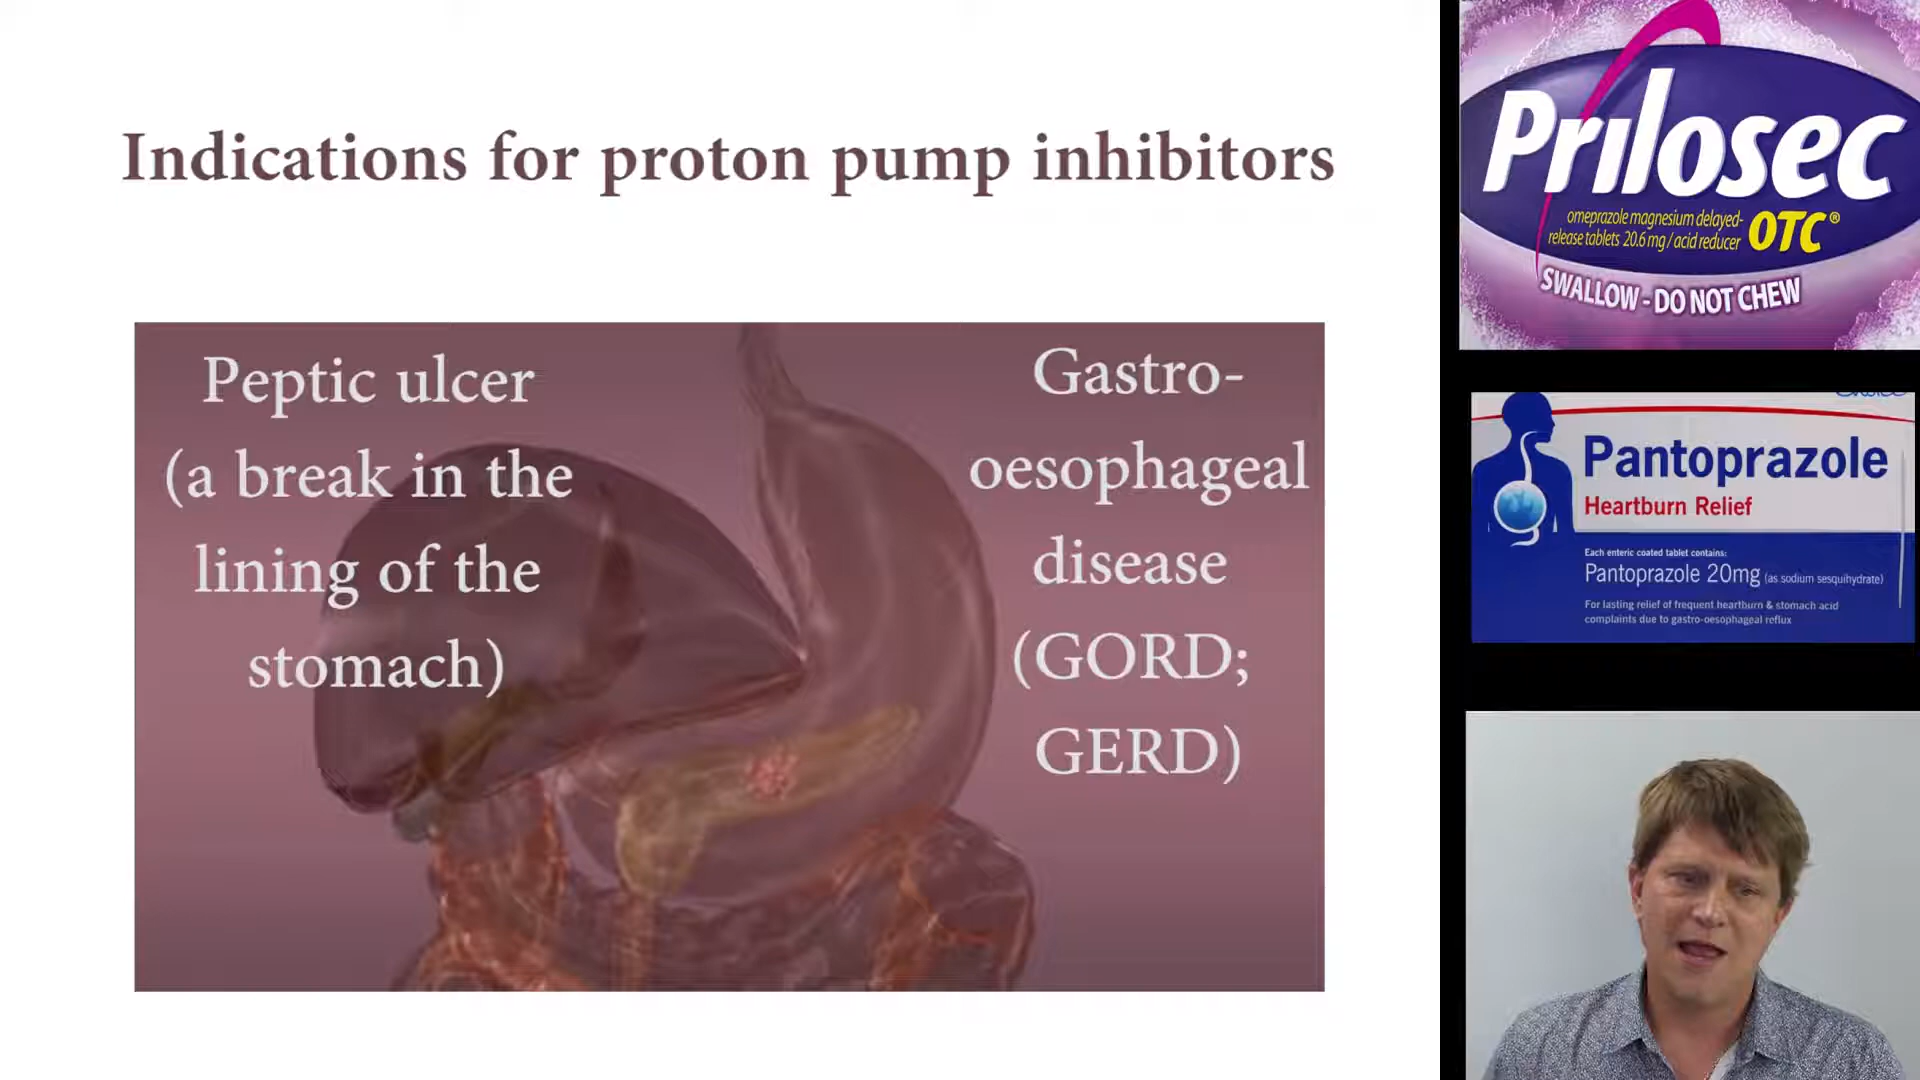 Indications for proton pump inhibitors
Peptic ulcer
(a break in the
lining of the
stomach)
Gastro-
oesophageal
disease
(GORD;
GERD)
Prilosec
omeprazole magnesium delayed-
release tablets 20.6 mg / acid reducer OTC®
SWALLOW - DO NOT CHEW
Pantoprazole
Heartburn Relief
Each enteric coated tablet contains:
Pantoprazole 20mg (as sodium sesquihydrate)
For lasting relief of frequent heartburn & stomach acid
complaints due to gastro-oesophageal reflux